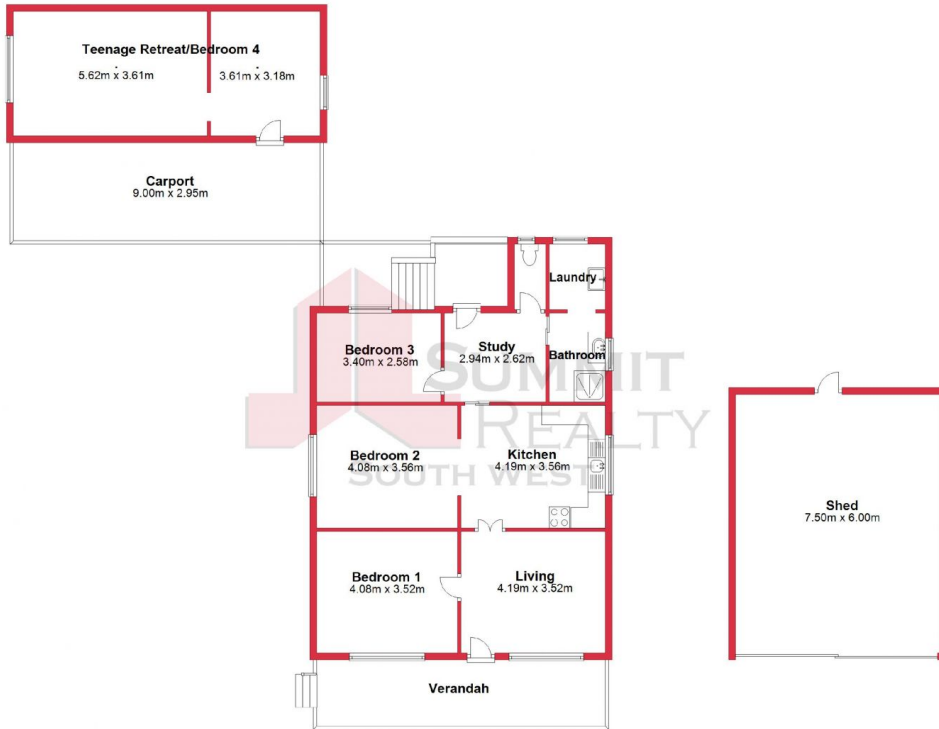 Teenage Retreat/Bedroom 4
5.62m x 3.61m
3.61m x 3.18m
Carport
9.00m x 2.95m
Laundry
Bedroom 3
3.40m x 2.58m
Study
2.94m x 2.62m
Bathroom
SUMMIT
REALTY
SOUTH WEST
Bedroom 2
4.08m x 3.56m
Kitchen
4.19m x 3.56m
Shed
7.50m x 6.00m
Bedroom 1
4.08m x 3.52m
Living
4.19m x 3.52m
Verandah